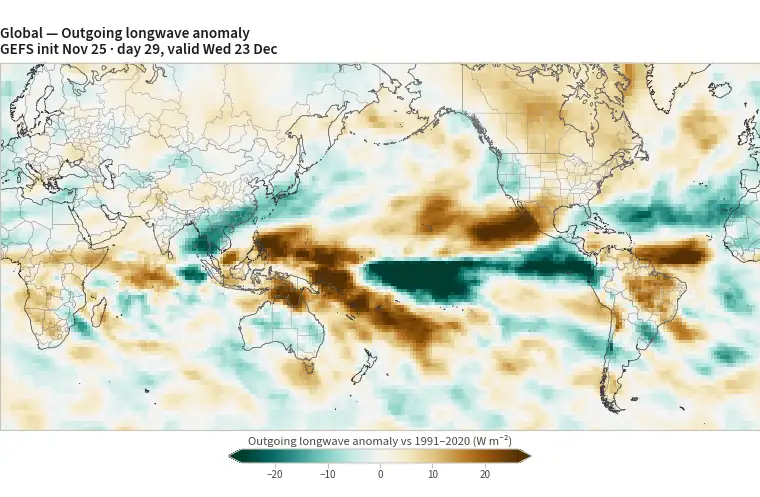 Global — Outgoing longwave anomaly
GEFS init Nov 25 · day 29, valid Wed 23 Dec
Outgoing longwave anomaly vs 1991–2020 (W m⁻²)
−20 −10 0 10 20